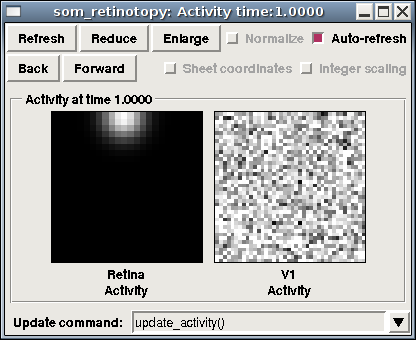 som_retinotopy: Activity time:1.0000
Refresh Reduce Enlarge Normalize Auto-refresh
Back Forward Sheet coordinates Integer scaling
Activity at time 1.0000
Retina V1
Activity Activity
Update command: update_activity()